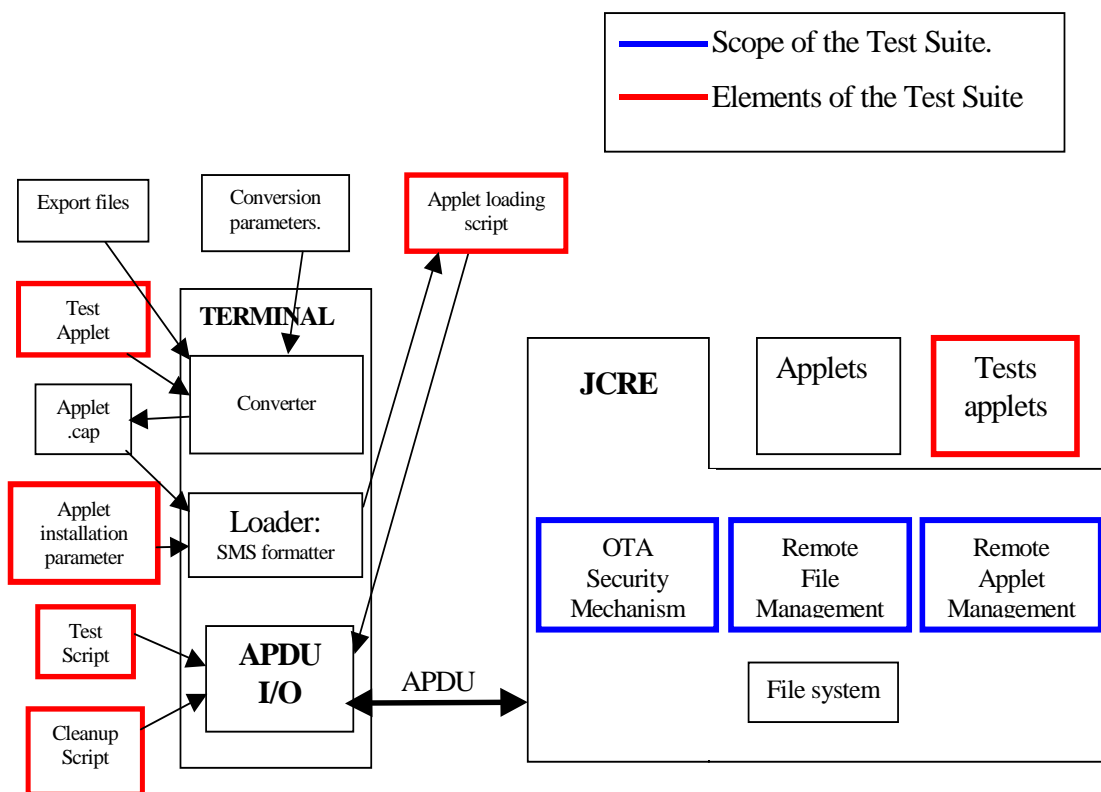 Scope of the Test Suite.
Elements of the Test Suite
Export files
Conversion
parameters.
Applet loading
script
Test
Applet
TERMINAL
Converter
Applet
.cap
Applet
installation
parameter
Loader:
SMS formatter
Test
Script
APDU
I/O
Cleanup
Script
APDU
JCRE
Applets
Tests
applets
OTA
Security
Mechanism
Remote
File
Management
Remote
Applet
Management
File system